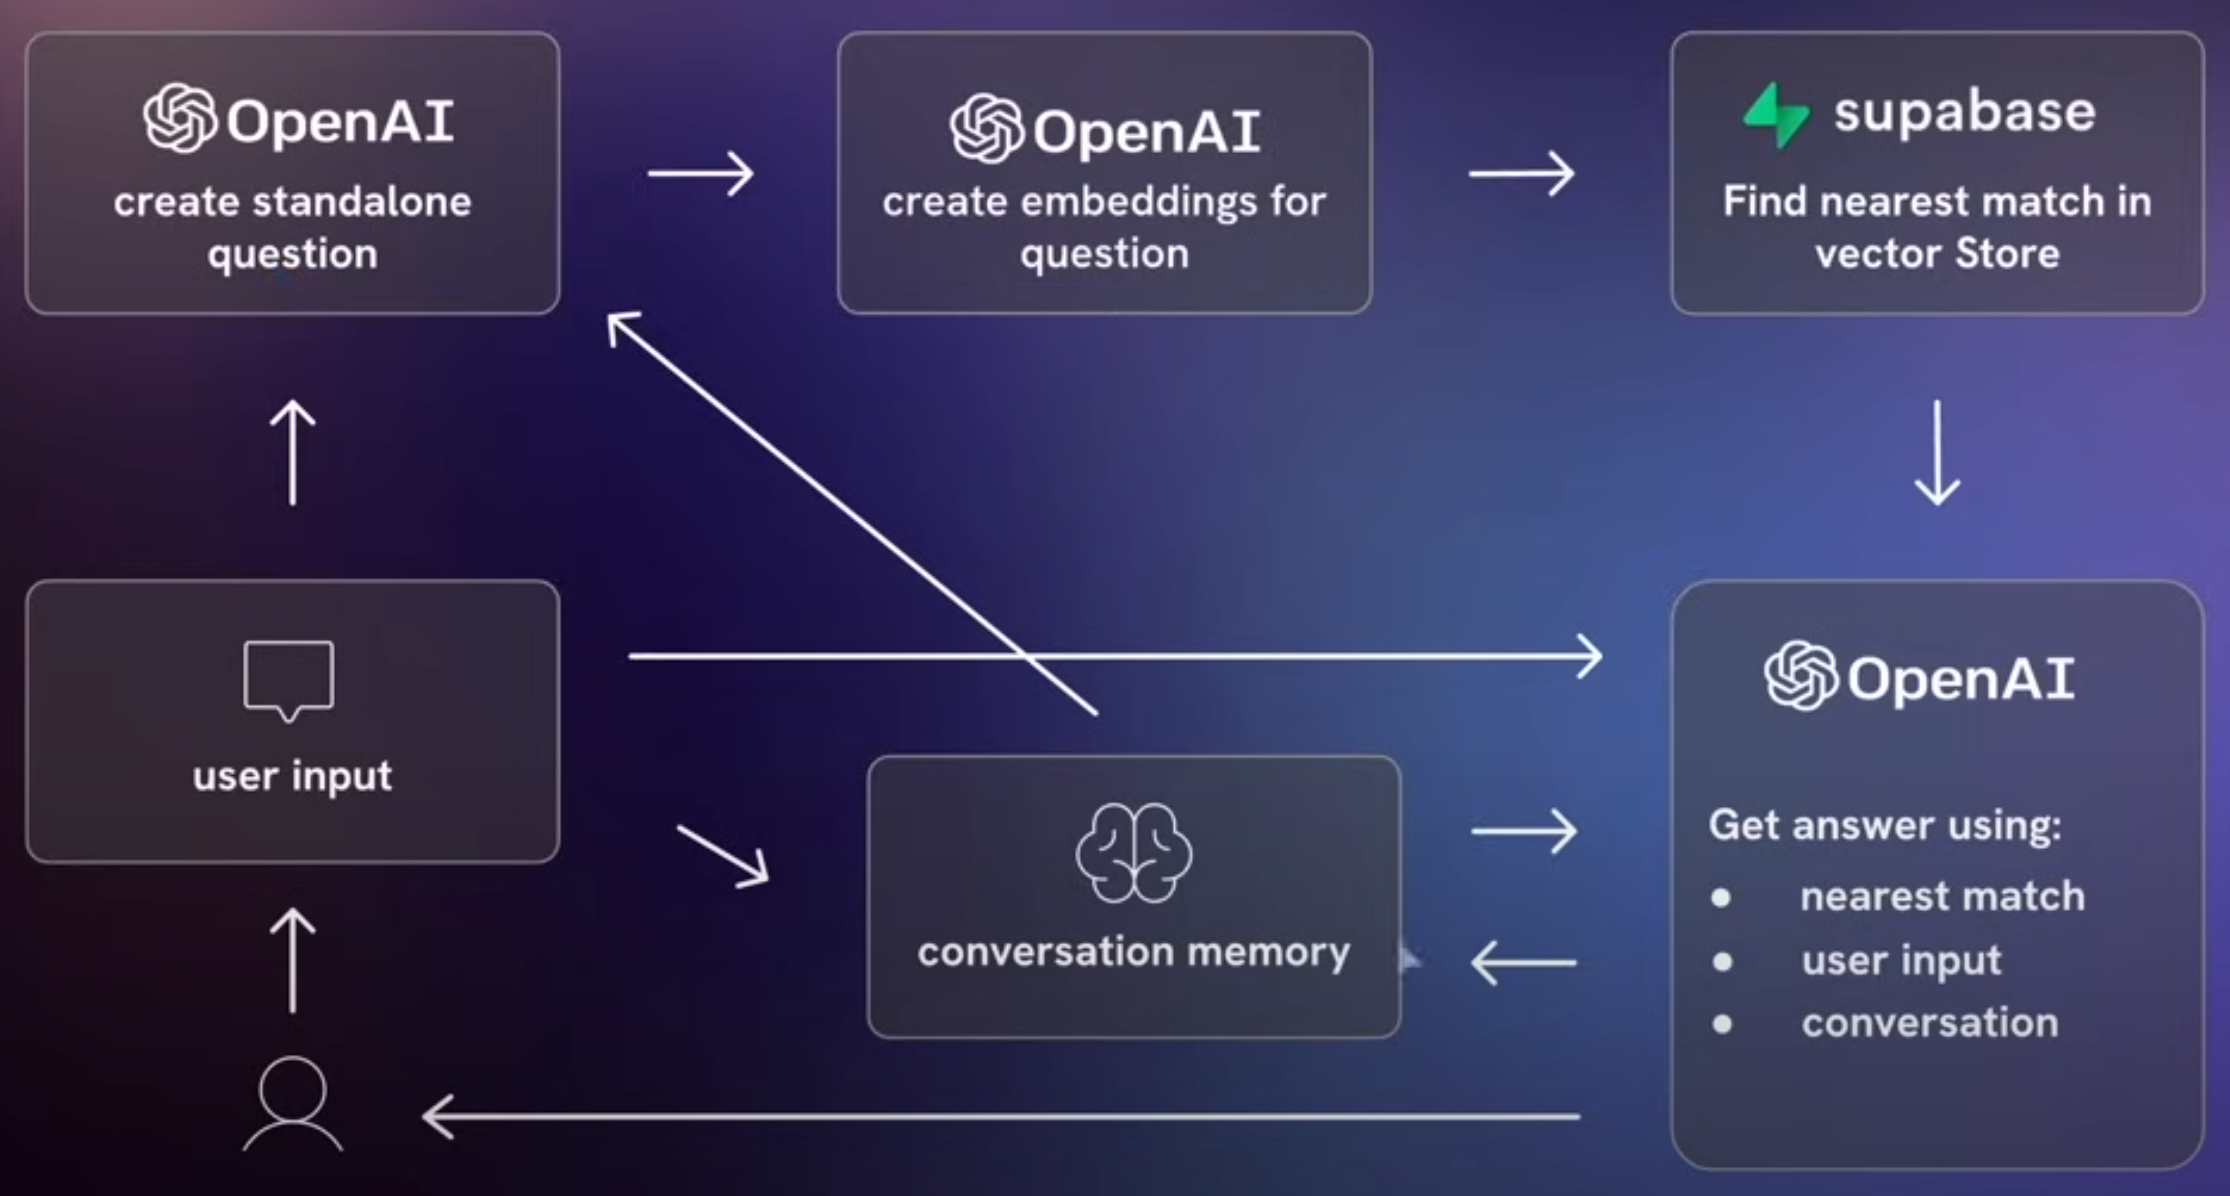 OpenAI
create standalone
question
OpenAI
create embeddings for
question
supabase
Find nearest match in
vector Store
user input
conversation memory
OpenAI
Get answer using:
• nearest match
• user input
• conversation